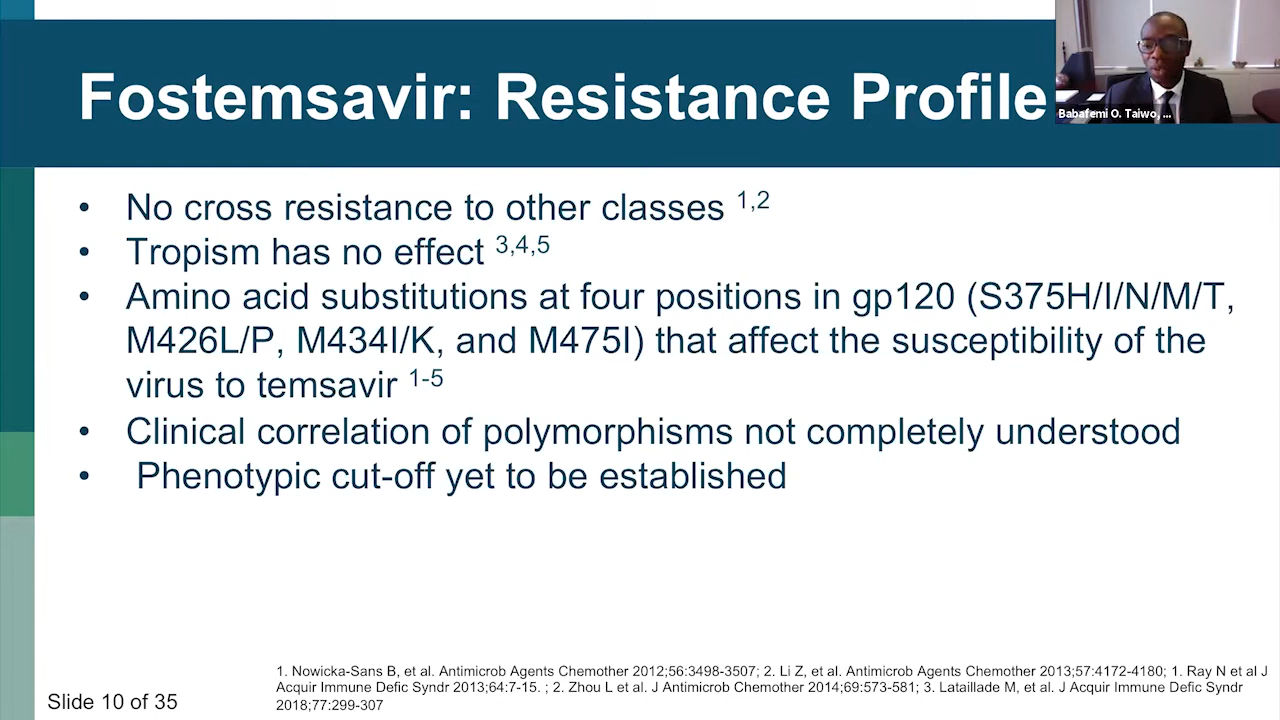 Fostemsavir: Resistance Profile
Babafemi O. Taiwo, ...
• No cross resistance to other classes 1,2
• Tropism has no effect 3,4,5
• Amino acid substitutions at four positions in gp120 (S375H/I/N/M/T,
M426L/P, M434I/K, and M475I) that affect the susceptibility of the
virus to temsavir 1-5
• Clinical correlation of polymorphisms not completely understood
• Phenotypic cut-off yet to be established
1. Nowicka-Sans B, et al. Antimicrob Agents Chemother 2012;56:3498-3507; 2. Li Z, et al. Antimicrob Agents Chemother 2013;57:4172-4180; 1. Ray N et al J
Acquir Immune Defic Syndr 2013;64:7-15. ; 2. Zhou L et al. J Antimicrob Chemother 2014;69:573-581; 3. Lataillade M, et al. J Acquir Immune Defic Syndr
2018;77:299-307
Slide 10 of 35